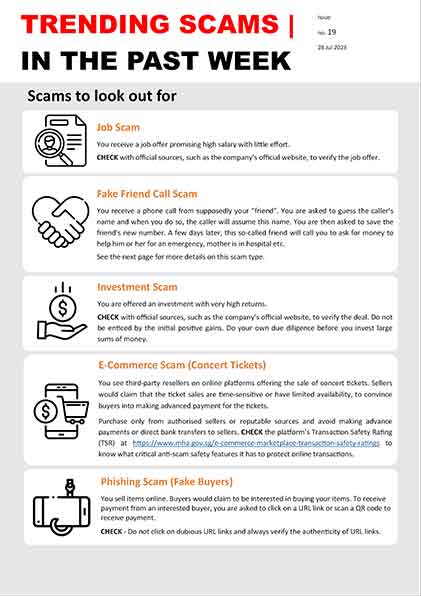 TRENDING SCAMS |
IN THE PAST WEEK
Issue
no. 19
28 Jul 2023
Scams to look out for
Job Scam
You receive a job offer promising high salary with little effort.
CHECK with official sources, such as the company's official website, to verify the job offer.
Fake Friend Call Scam
You receive a phone call from supposedly your "friend". You are asked to guess the caller's
name and when you do so, the caller will assume this name. You are then asked to save the
friend's new number. A few days later, this so-called friend will call you to ask for money to
help him or her for an emergency, mother is in hospital etc.
See the next page for more details on this scam type.
Investment Scam
You are offered an investment with very high returns.
CHECK with official sources, such as the company's official website, to verify the deal. Do not
be enticed by the initial positive gains. Do your own due diligence before you invest large
sums of money.
E-Commerce Scam (Concert Tickets)
You see third-party resellers on online platforms offering the sale of concert tickets. Sellers
would claim that the ticket sales are time-sensitive or have limited availability, to convince
buyers into making advanced payment for the tickets.
Purchase only from authorised sellers or reputable sources and avoid making advance
payments or direct bank transfers to sellers. CHECK the platform's Transaction Safety Rating
(TSR) at https://www.mha.gov.sg/e-commerce-marketplace-transaction-safety-ratings to
know what critical anti-scam safety features it has to protect online transactions.
Phishing Scam (Fake Buyers)
You sell items online. Buyers would claim to be interested in buying your items. To receive
payment from an interested buyer, you are asked to click on a URL link or scan a QR code to
receive payment.
CHECK - Do not click on dubious URL links and always verify the authenticity of URL links.